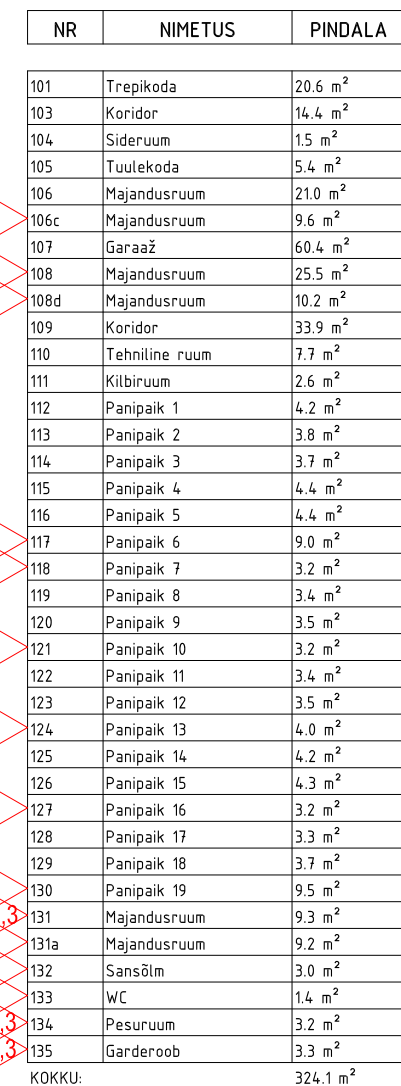 NR NIMETUS PINDALA
101 Trepikoda 20.6 m²
103 Koridor 14.4 m²
104 Sideruum 1.5 m²
105 Tuulekoda 5.4 m²
106 Majandusruum 21.0 m²
106c Majandusruum 9.6 m²
107 Garaaž 60.4 m²
108 Majandusruum 25.5 m²
108d Majandusruum 10.2 m²
109 Koridor 33.9 m²
110 Tehniline ruum 7.7 m²
111 Kilbiruum 2.6 m²
112 Panipaik 1 4.2 m²
113 Panipaik 2 3.8 m²
114 Panipaik 3 3.7 m²
115 Panipaik 4 4.4 m²
116 Panipaik 5 4.4 m²
117 Panipaik 6 9.0 m²
118 Panipaik 7 3.2 m²
119 Panipaik 8 3.4 m²
120 Panipaik 9 3.5 m²
121 Panipaik 10 3.2 m²
122 Panipaik 11 3.4 m²
123 Panipaik 12 3.5 m²
124 Panipaik 13 4.0 m²
125 Panipaik 14 4.2 m²
126 Panipaik 15 4.3 m²
127 Panipaik 16 3.2 m²
128 Panipaik 17 3.3 m²
129 Panipaik 18 3.7 m²
130 Panipaik 19 9.5 m²
,3 131 Majandusruum 9.3 m²
131a Majandusruum 9.2 m²
132 Sansõlm 3.0 m²
133 WC 1.4 m²
,3 134 Pesuruum 3.2 m²
,3 135 Garderoob 3.3 m²
KOKKU: 324.1 m²